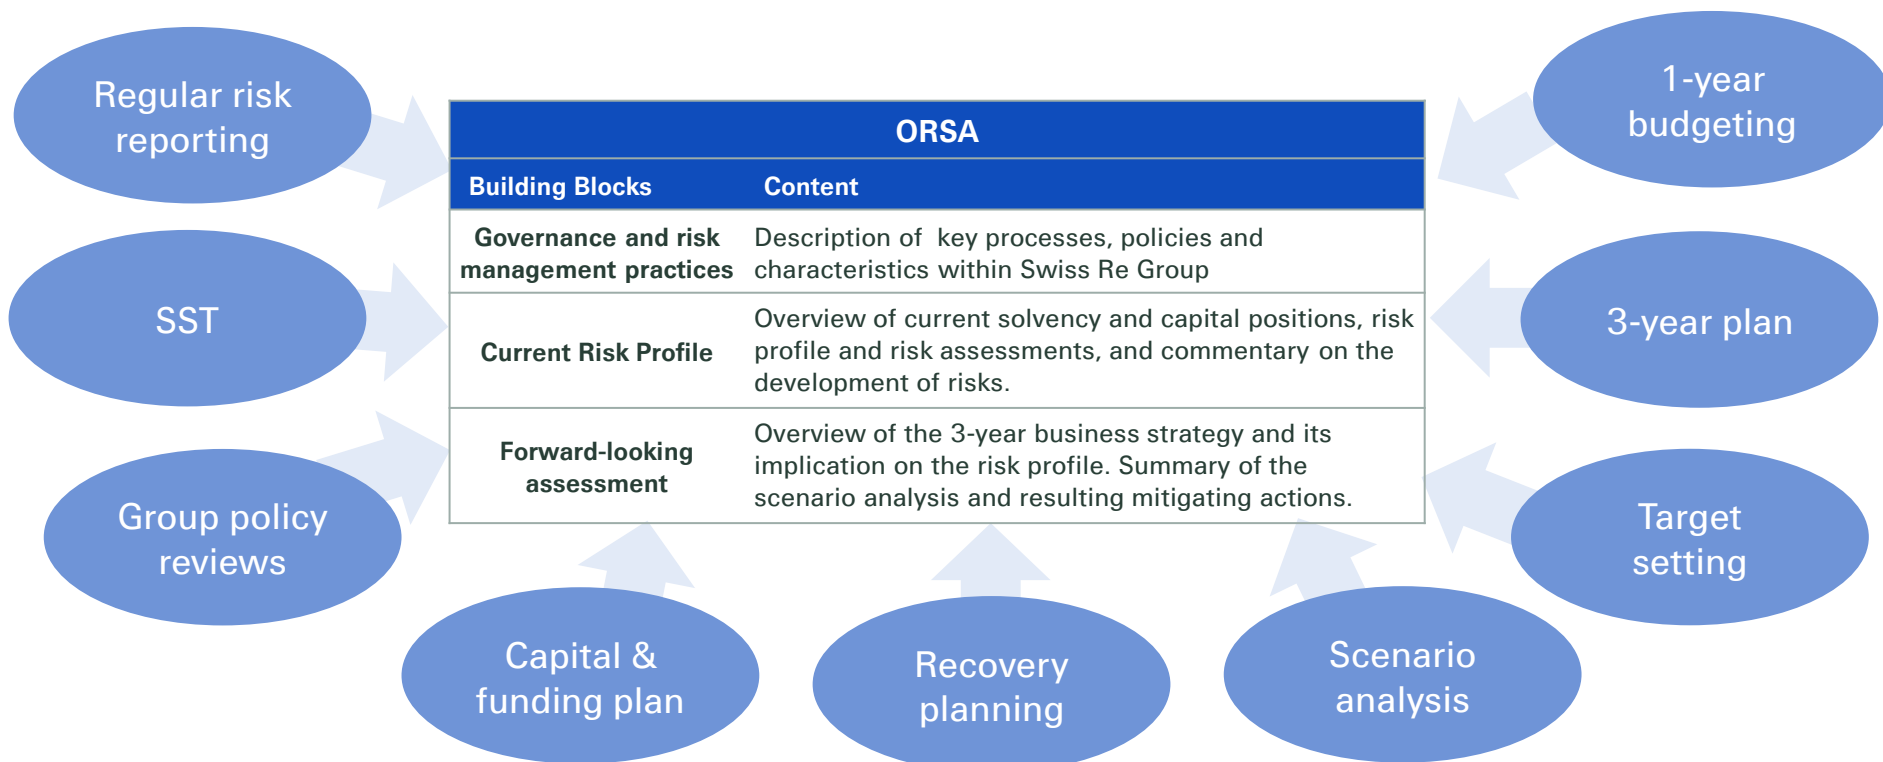 Regular risk
reporting
SST
Group policy
reviews
ORSA
Building Blocks Content
Governance and risk
management practices
Description of key processes, policies and
characteristics within Swiss Re Group
Current Risk Profile
Overview of current solvency and capital positions, risk
profile and risk assessments, and commentary on the
development of risks.
Forward-looking
assessment
Overview of the 3-year business strategy and its
implication on the risk profile. Summary of the
scenario analysis and resulting mitigating actions.
1-year
budgeting
3-year plan
Target
setting
Capital &
funding plan
Recovery
planning
Scenario
analysis